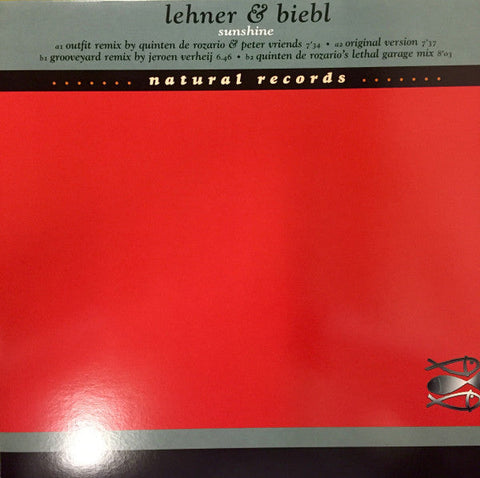 lehner & biebl
sunshine
a1 outfit remix by quinten de rozario & peter vriends 7'34 • a2 original version 7'37
b1 grooveyard remix by jeroen verheij 6.46 • b2 quinten de rozario's lethal garage mix 8'03
....... natural records .......